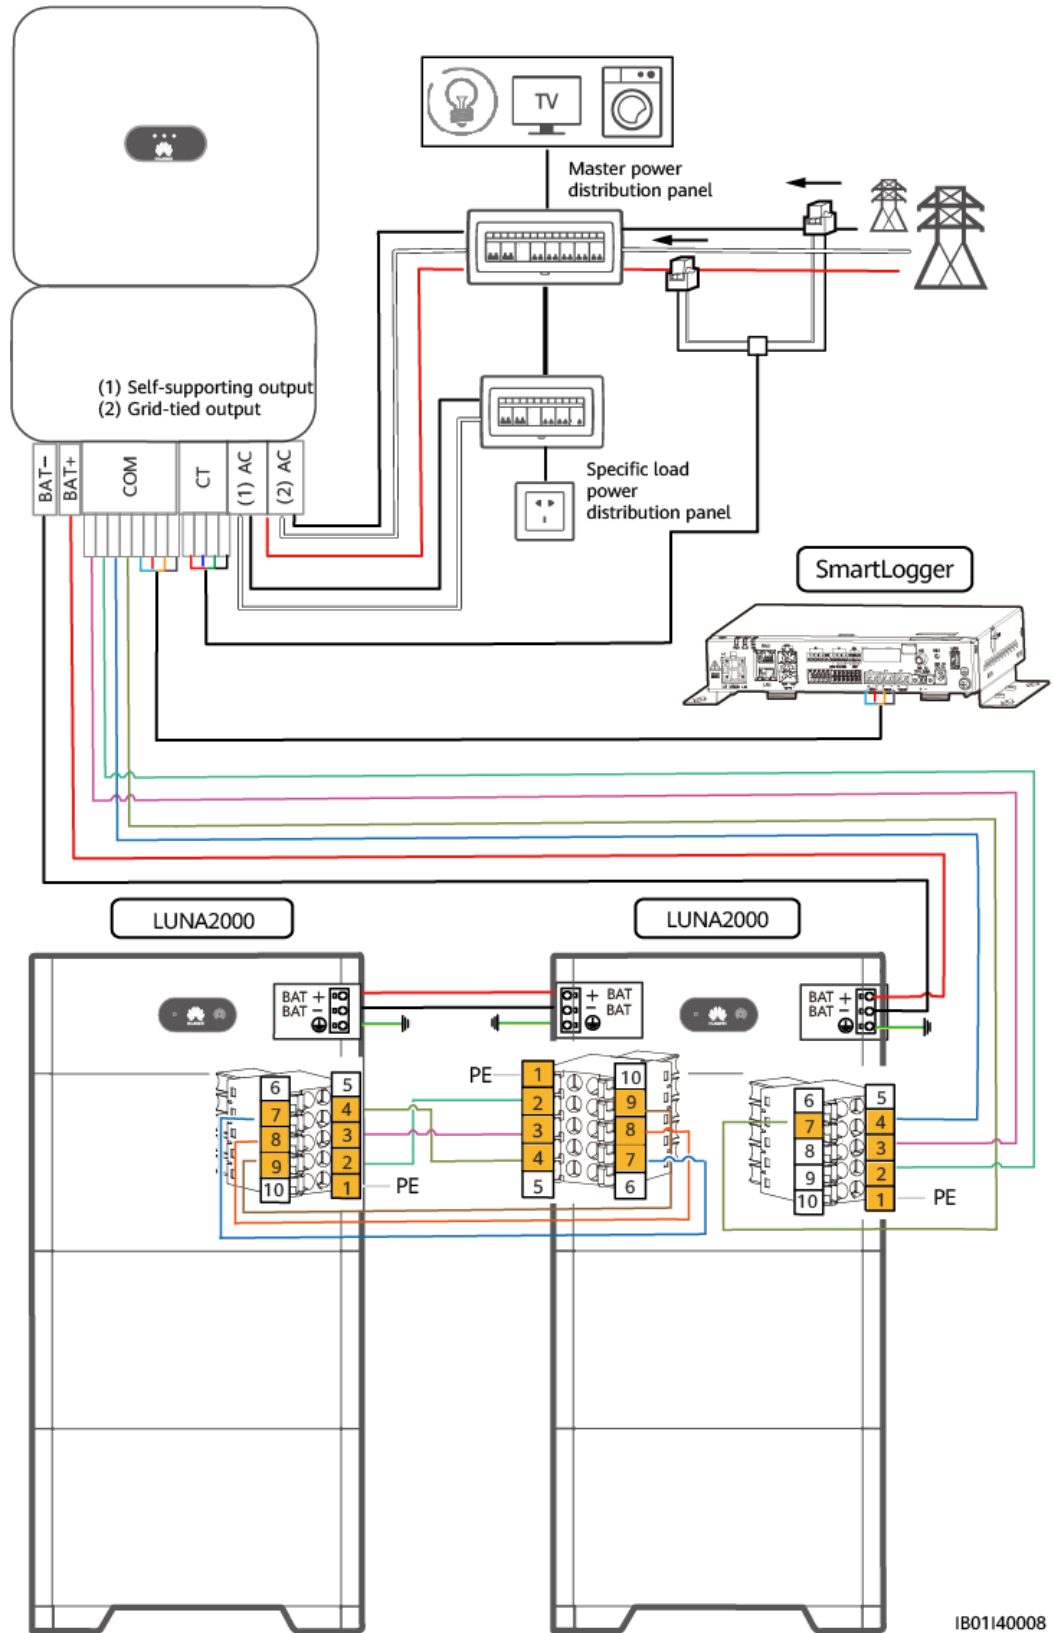 TV
Master power
distribution panel
(1) Self-supporting output
(2) Grid-tied output
BAT−
BAT+
COM
CT
(1) AC
(2) AC
Specific load
power
distribution panel
SmartLogger
LUNA2000
LUNA2000
BAT +
BAT −
+ BAT
− BAT
BAT +
BAT −
6
7
8
9
10
5
4
3
2
1
PE
PE
1
2
3
4
5
10
9
8
7
6
6
7
8
9
10
5
4
3
2
1
PE
IB01I40008